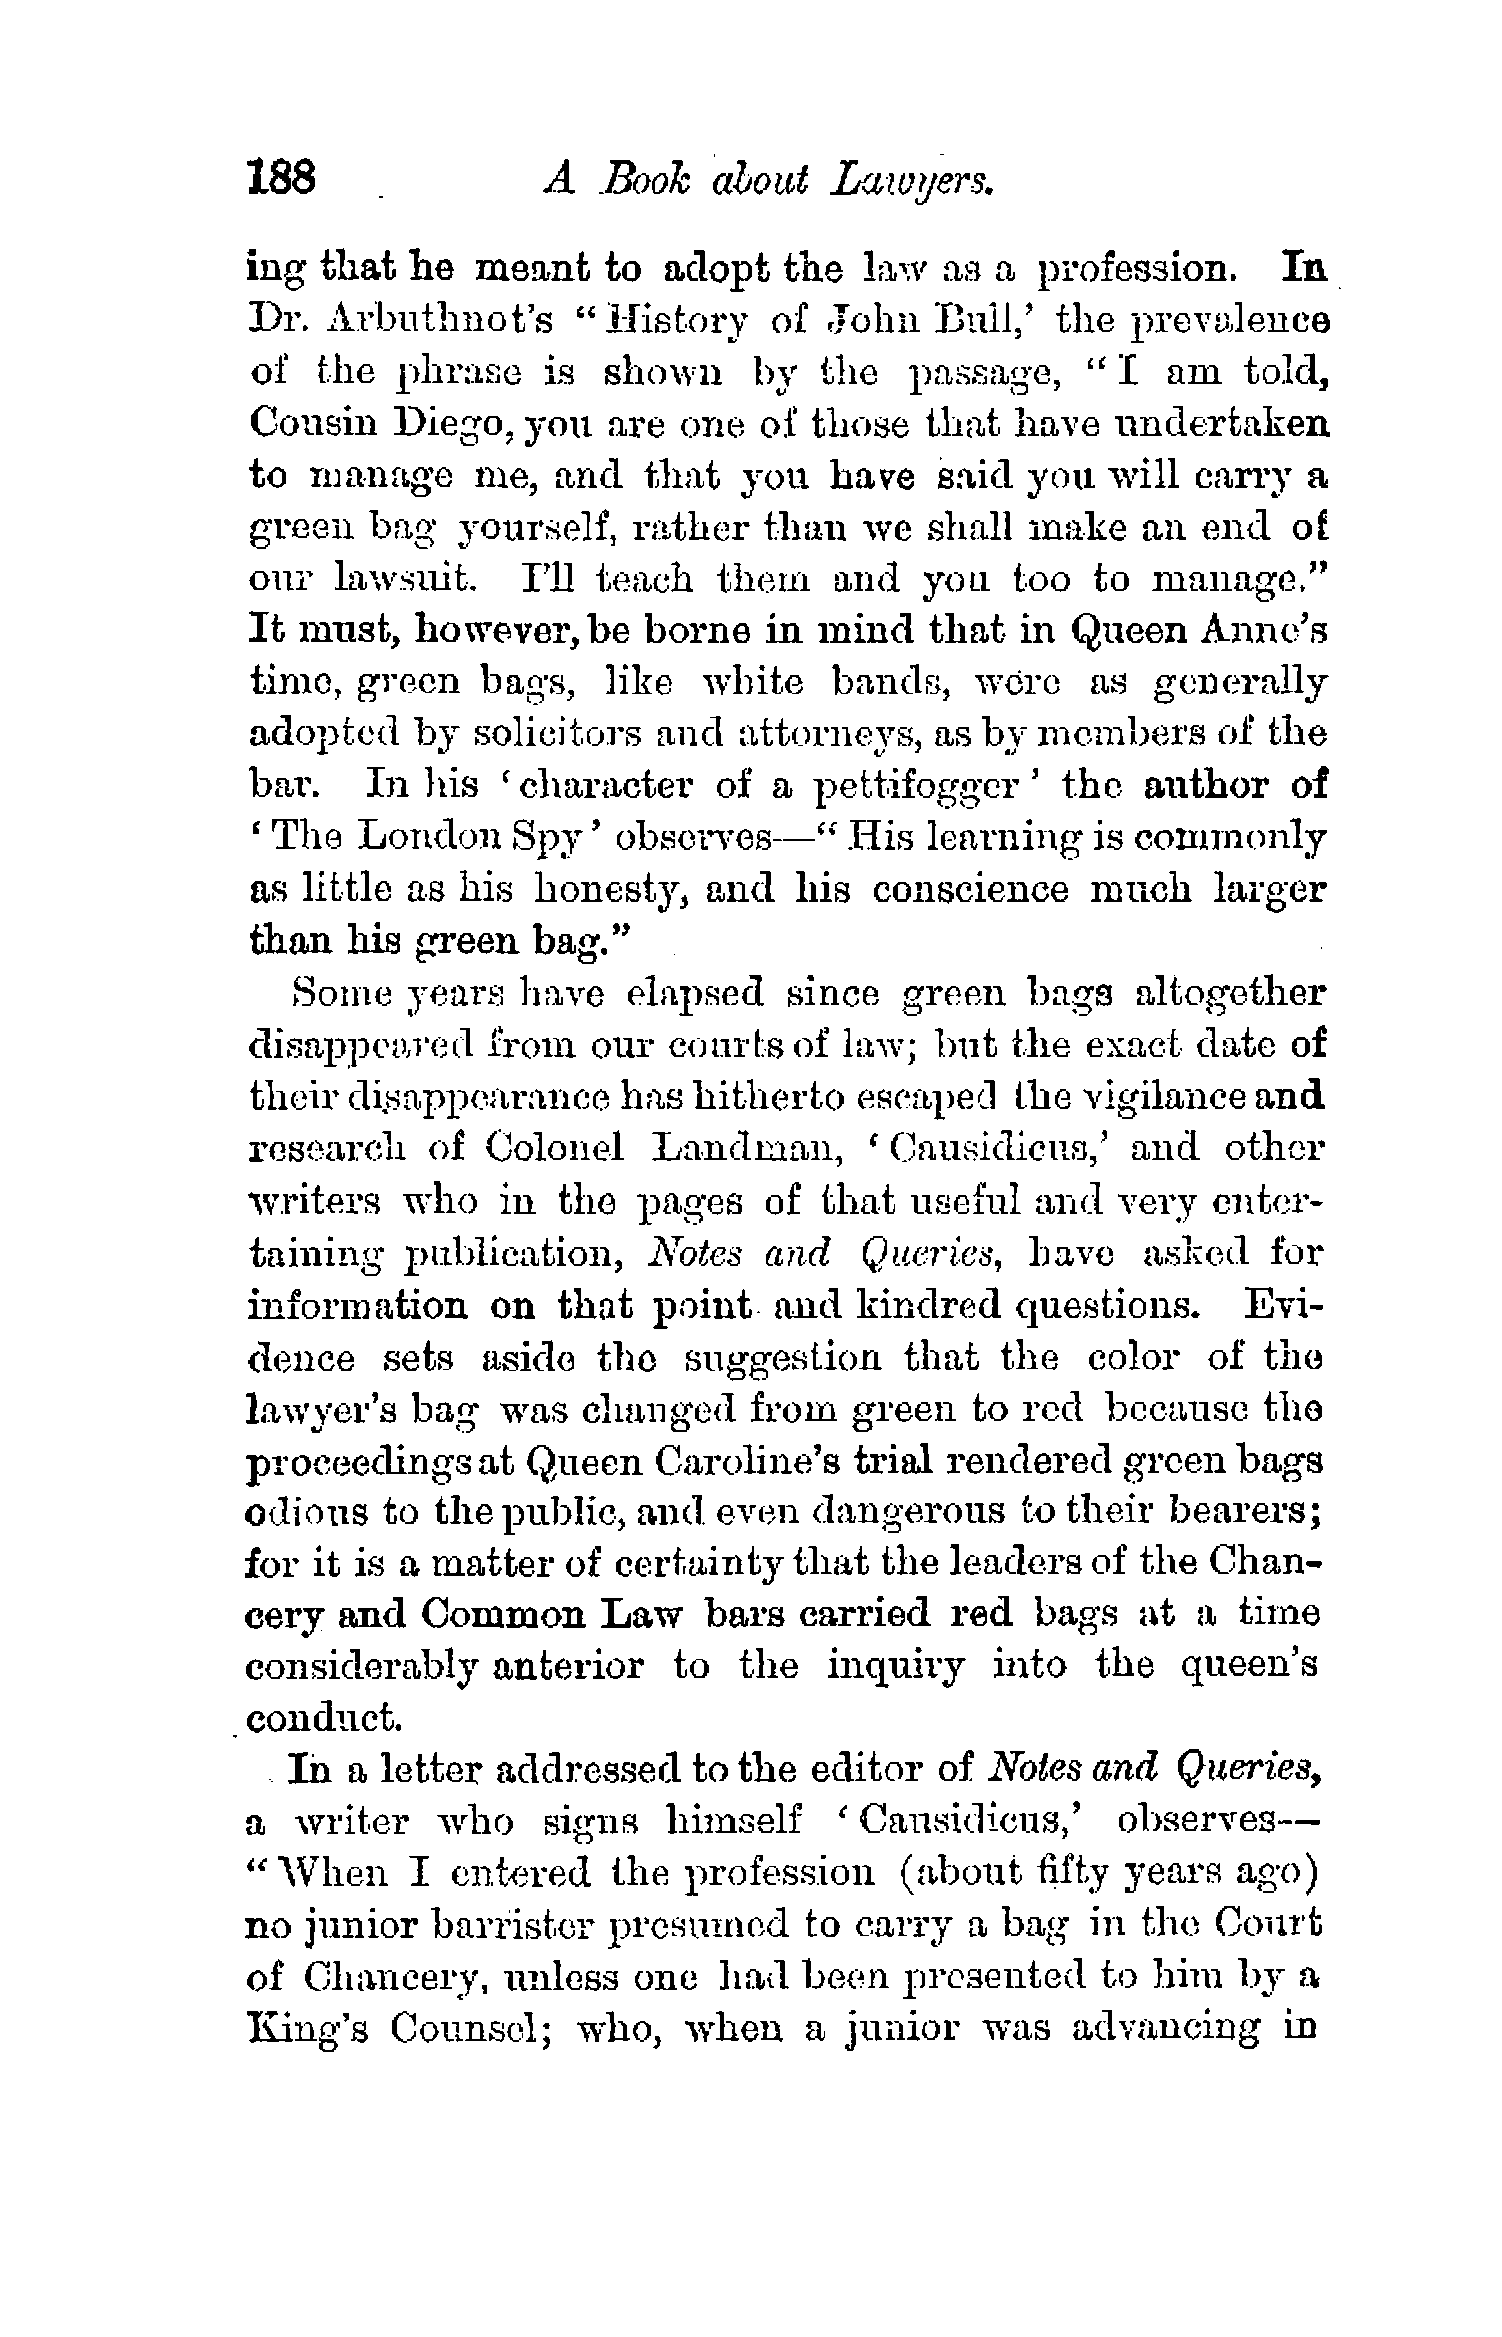 188 A Book about Lawyers.
ing that he meant to adopt the law as a profession. In
Dr. Arbuthnot's “History of John Bull,’ the prevalence
of the phrase is shown by the passage, “I am told,
Cousin Diego, you are one of those that have undertaken
to manage me, and that you have said you will carry a
green bag yourself, rather than we shall make an end of
our lawsuit. I'll teach them and you too to manage.”
It must, however, be borne in mind that in Queen Anne's
time, green bags, like white bands, were as generally
adopted by solicitors and attorneys, as by members of the
bar. In his ‘character of a pettifogger’ the author of
‘The London Spy’ observes—“His learning is commonly
as little as his honesty, and his conscience much larger
than his green bag.”
Some years have elapsed since green bags altogether
disappeared from our courts of law; but the exact date of
their disappearance has hitherto escaped the vigilance and
research of Colonel Landman, ‘Causidicus,’ and other
writers who in the pages of that useful and very enter-
taining publication, Notes and Queries, have asked for
information on that point and kindred questions. Evi-
dence sets aside the suggestion that the color of the
lawyer's bag was changed from green to red because the
proceedings at Queen Caroline's trial rendered green bags
odious to the public, and even dangerous to their bearers;
for it is a matter of certainty that the leaders of the Chan-
cery and Common Law bars carried red bags at a time
considerably anterior to the inquiry into the queen's
conduct.
In a letter addressed to the editor of Notes and Queries,
a writer who signs himself ‘Causidicus,’ observes—
“When I entered the profession (about fifty years ago)
no junior barrister presumed to carry a bag in the Court
of Chancery, unless one had been presented to him by a
King's Counsel; who, when a junior was advancing in